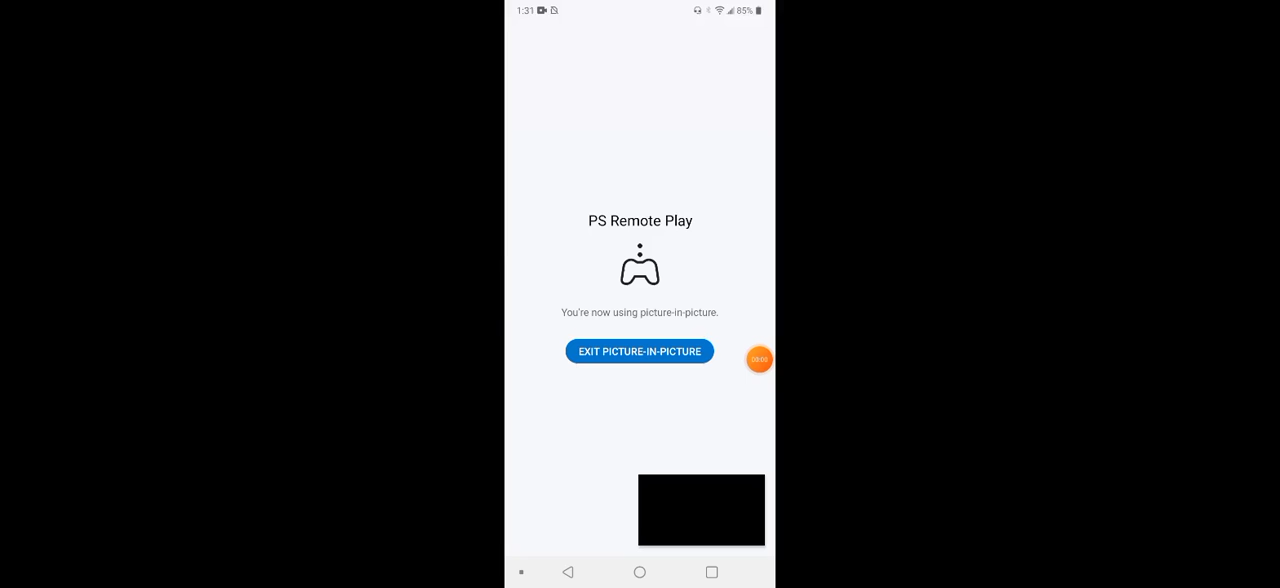 1:31
85%
PS Remote Play
You're now using picture-in-picture.
EXIT PICTURE-IN-PICTURE